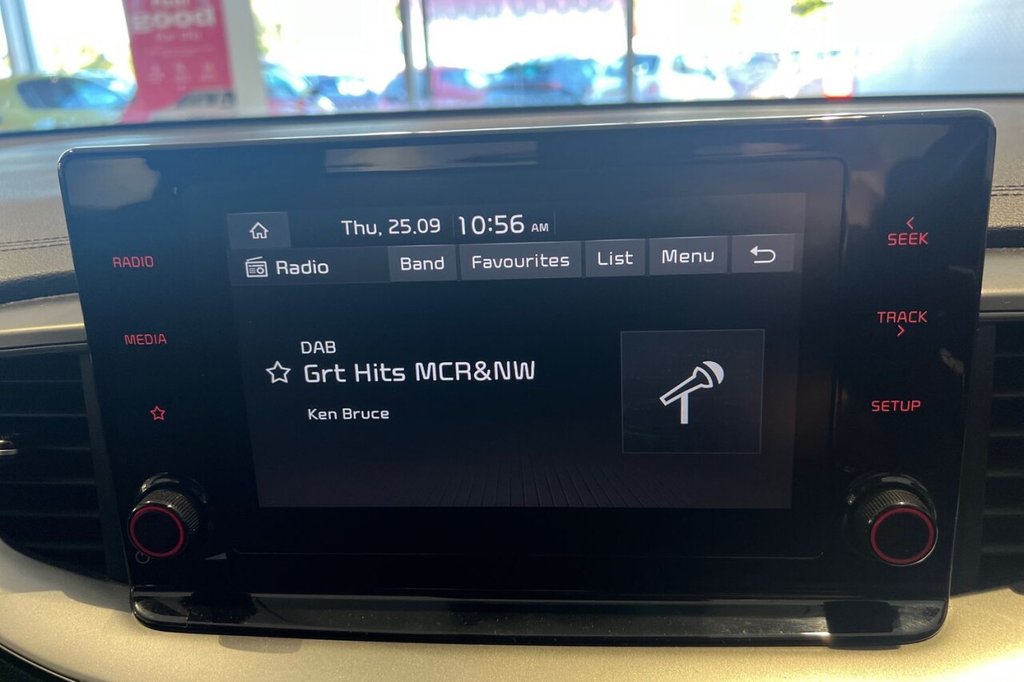 good
Thu, 25.09 10:56 AM
Radio Band Favourites List Menu
RADIO
MEDIA
DAB
Grt Hits MCR&NW
Ken Bruce
SEEK
TRACK
SETUP